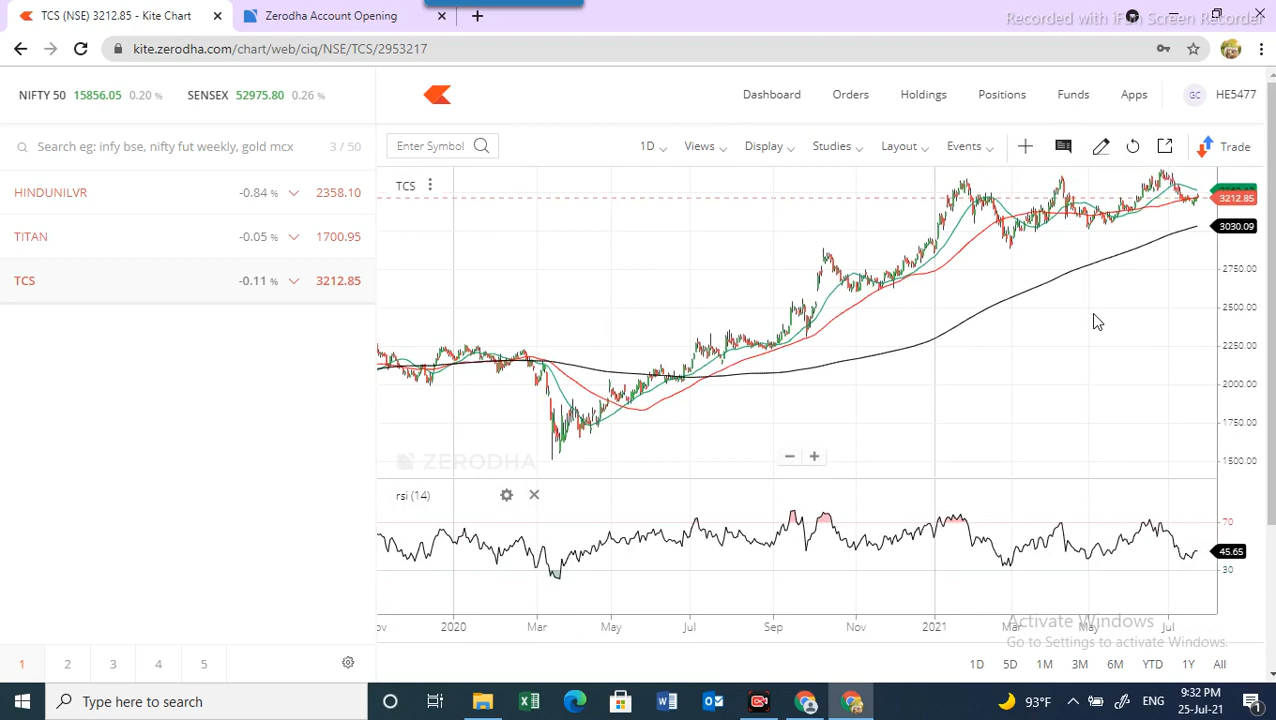 TCS (NSE) 3212.85 - Kite Chart
Zerodha Account Opening
Recorded with iFun Screen Recorder
kite.zerodha.com/chart/web/ciq/NSE/TCS/2953217
NIFTY 50 15856.05 0.20 % SENSEX 52975.80 0.26 %
Dashboard Orders Holdings Positions Funds Apps GC HE5477
Search eg: infy bse, nifty fut weekly, gold mcx 3 / 50
Enter Symbol 1D Views Display Studies Layout Events Trade
HINDUNILVR -0.84 % 2358.10
TITAN -0.05 % 1700.95
TCS -0.11 % 3212.85
TCS
3212.85
3030.09
2750.00
2500.00
2250.00
2000.00
1750.00
1500.00
ZERODHA
rsi (14)
70
45.65
30
2020 Mar May Jul Sep Nov 2021 Mar May Jul
Activate Windows
Go to Settings to activate Windows.
1D 5D 1M 3M 6M YTD 1Y All
1 2 3 4 5
Type here to search
93°F ENG 9:32 PM
25-Jul-21
1